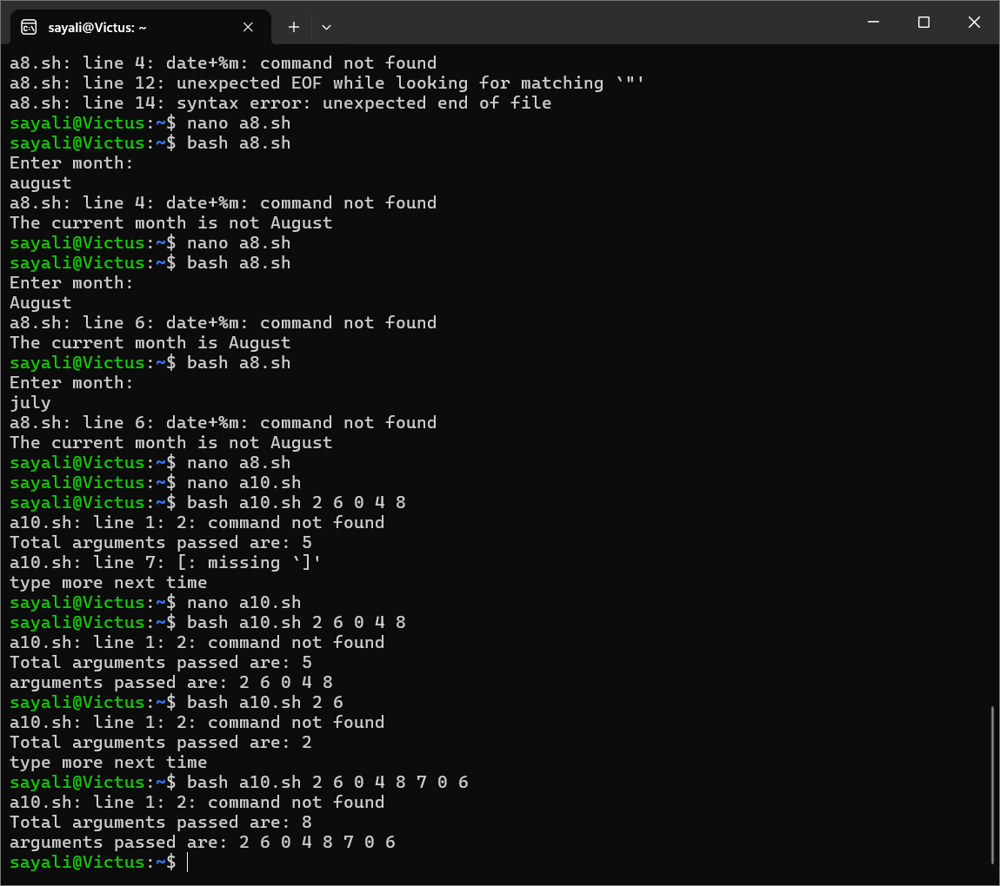 sayali@Victus: ~
a8.sh: line 4: date+%m: command not found
a8.sh: line 12: unexpected EOF while looking for matching `"'
a8.sh: line 14: syntax error: unexpected end of file
sayali@Victus:~$ nano a8.sh
sayali@Victus:~$ bash a8.sh
Enter month:
august
a8.sh: line 4: date+%m: command not found
The current month is not August
sayali@Victus:~$ nano a8.sh
sayali@Victus:~$ bash a8.sh
Enter month:
August
a8.sh: line 6: date+%m: command not found
The current month is August
sayali@Victus:~$ bash a8.sh
Enter month:
july
a8.sh: line 6: date+%m: command not found
The current month is not August
sayali@Victus:~$ nano a8.sh
sayali@Victus:~$ nano a10.sh
sayali@Victus:~$ bash a10.sh 2 6 0 4 8
a10.sh: line 1: 2: command not found
Total arguments passed are: 5
a10.sh: line 7: [: missing `]'
type more next time
sayali@Victus:~$ nano a10.sh
sayali@Victus:~$ bash a10.sh 2 6 0 4 8
a10.sh: line 1: 2: command not found
Total arguments passed are: 5
arguments passed are: 2 6 0 4 8
sayali@Victus:~$ bash a10.sh 2 6
a10.sh: line 1: 2: command not found
Total arguments passed are: 2
type more next time
sayali@Victus:~$ bash a10.sh 2 6 0 4 8 7 0 6
a10.sh: line 1: 2: command not found
Total arguments passed are: 8
arguments passed are: 2 6 0 4 8 7 0 6
sayali@Victus:~$